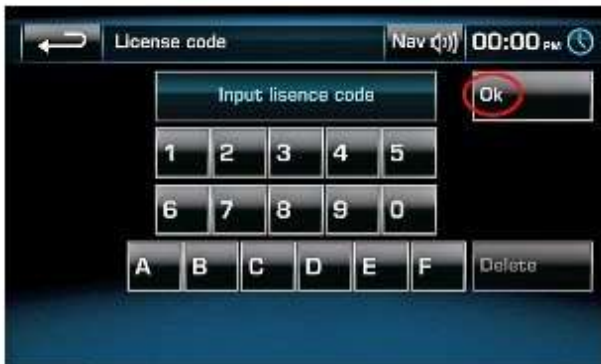 License code Nav 00:00 PM
Input lisence code Ok
1 2 3 4 5
6 7 8 9 0
A B C D E F Delete